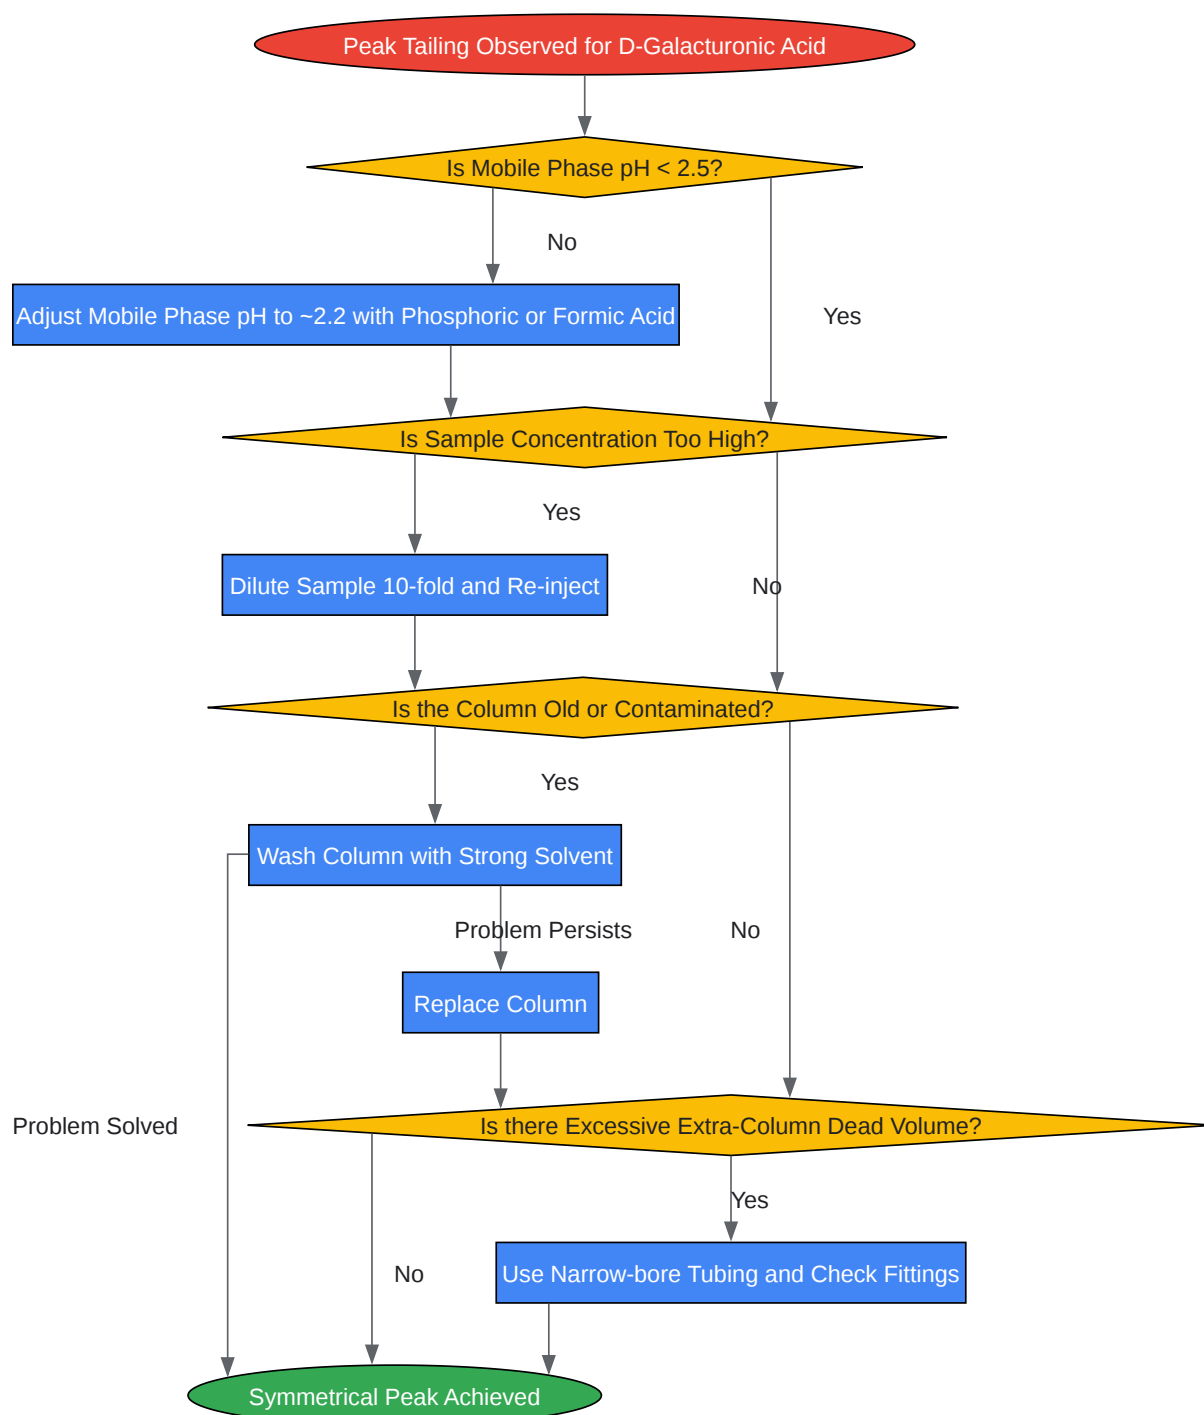 Peak Tailing Observed for D-Galacturonic Acid
Is Mobile Phase pH < 2.5?
No
Adjust Mobile Phase pH to ~2.2 with Phosphoric or Formic Acid
Yes
Is Sample Concentration Too High?
Yes
Dilute Sample 10-fold and Re-inject
No
Is the Column Old or Contaminated?
Yes
Wash Column with Strong Solvent
Problem Persists
No
Replace Column
Problem Solved
Is there Excessive Extra-Column Dead Volume?
Yes
No
Use Narrow-bore Tubing and Check Fittings
Symmetrical Peak Achieved